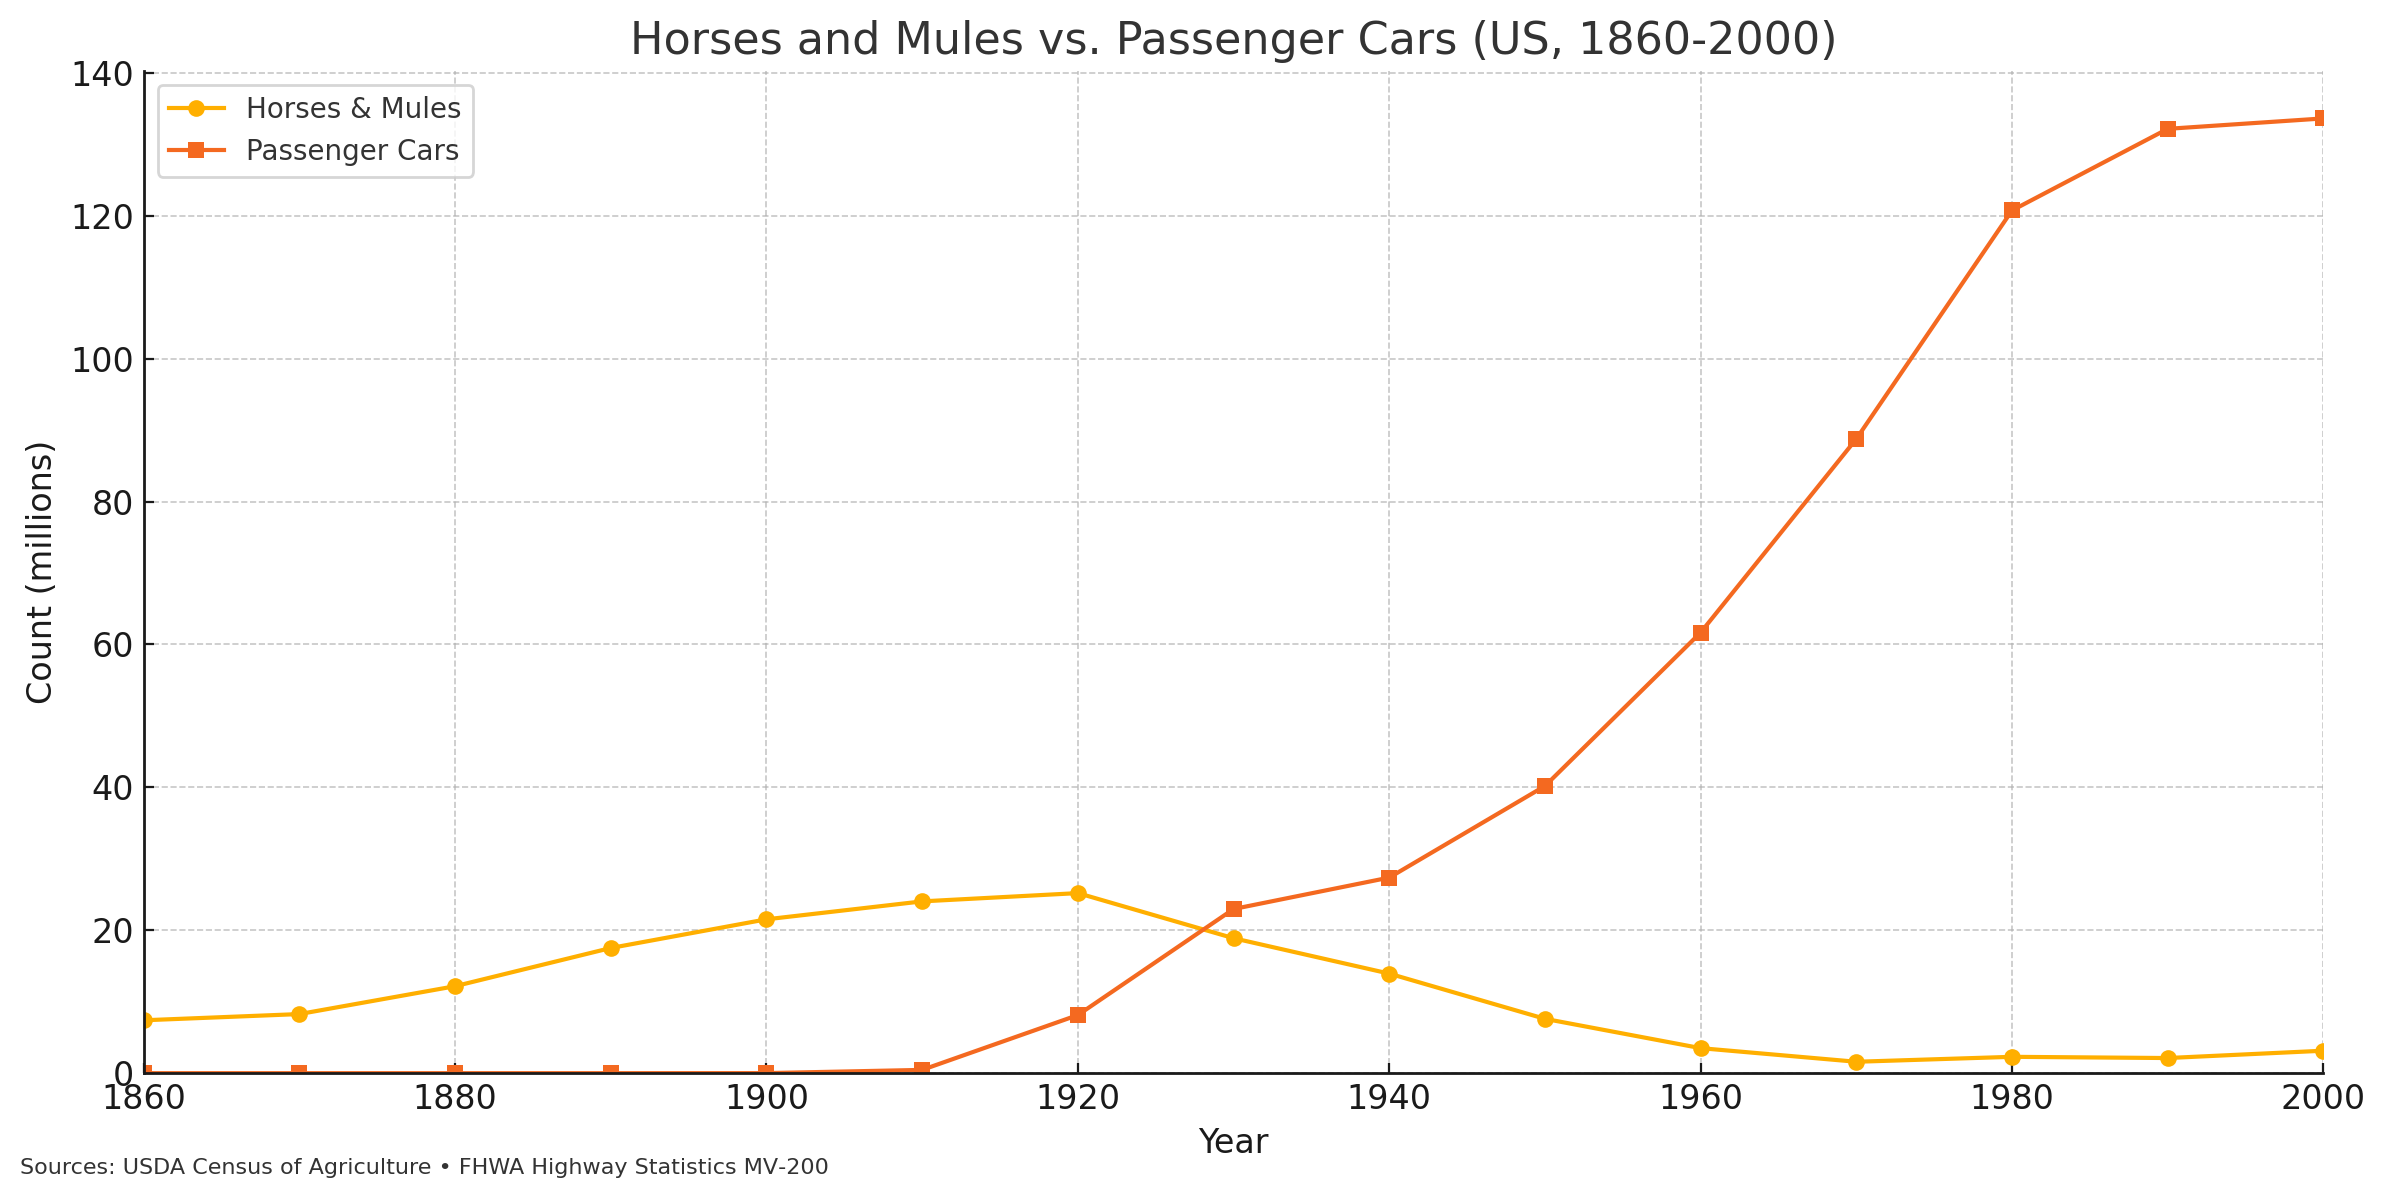 Horses and Mules vs. Passenger Cars (US, 1860-2000)
Horses & Mules
Passenger Cars
Count (millions)
140
120
100
80
60
40
20
0
1860 1880 1900 1920 1940 1960 1980 2000
Year
Sources: USDA Census of Agriculture • FHWA Highway Statistics MV-200